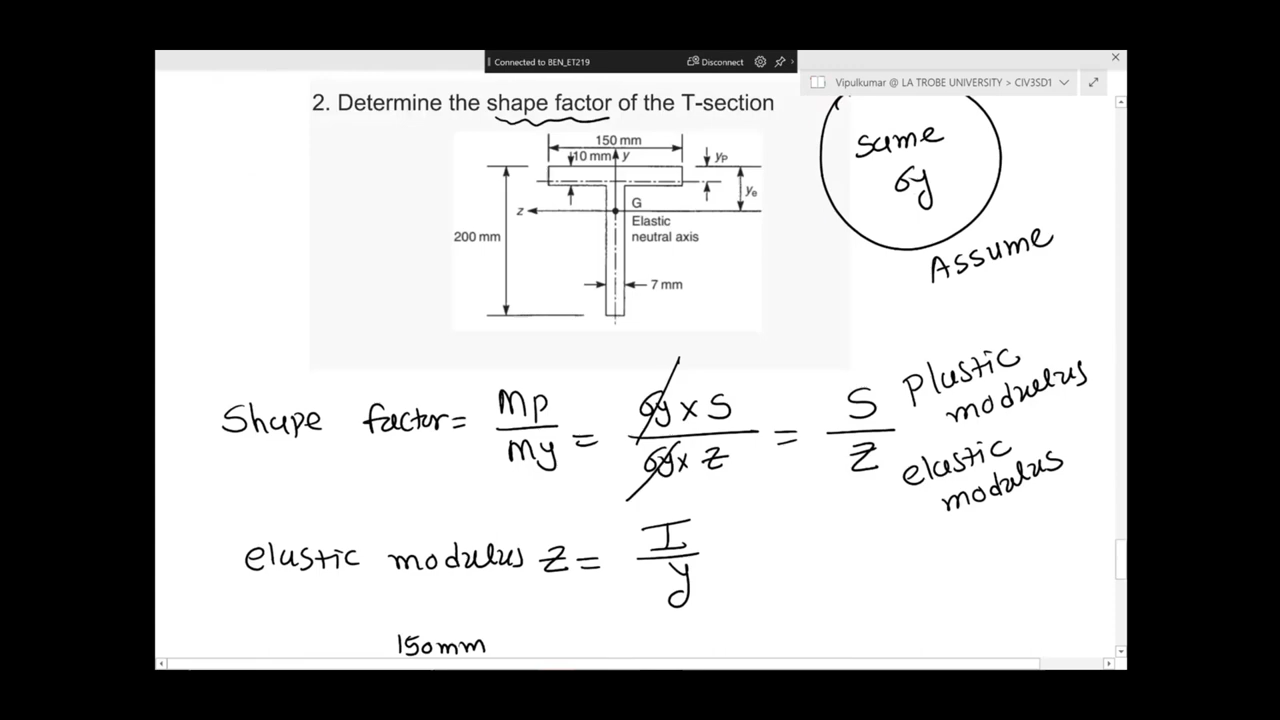 Connected to BEN_ET219
Disconnect
Vipulkumar @ LA TROBE UNIVERSITY > CIV3SD1
2. Determine the shape factor of the T-section
150 mm
10 mm
y
yP
ye
z
G
Elastic
neutral axis
200 mm
7 mm
same
σy
Assume
Shape factor = Mp / My = σy x S / σy x Z = S / Z
Plastic
modulus
elastic
modulus
elastic modulus Z = I / y
150mm